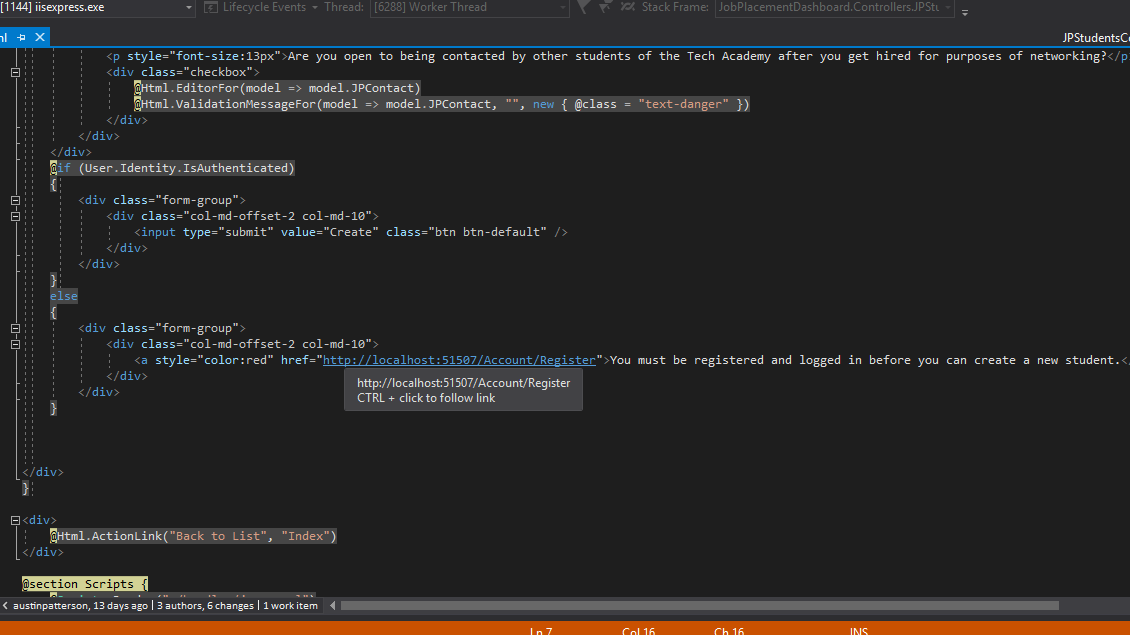 [1144] iisexpress.exe Lifecycle Events Thread: [6288] Worker Thread Stack Frame: JobPlacementDashboard.Controllers.JPStu
JPStudentsCo
<p style="font-size:13px">Are you open to being contacted by other students of the Tech Academy after you get hired for purposes of networking?</p
<div class="checkbox">
@Html.EditorFor(model => model.JPContact)
@Html.ValidationMessageFor(model => model.JPContact, "", new { @class = "text-danger" })
</div>
</div>
</div>
@if (User.Identity.IsAuthenticated)
{
<div class="form-group">
<div class="col-md-offset-2 col-md-10">
<input type="submit" value="Create" class="btn btn-default" />
</div>
</div>
}
else
{
<div class="form-group">
<div class="col-md-offset-2 col-md-10">
<a style="color:red" href="http://localhost:51507/Account/Register">You must be registered and logged in before you can create a new student.</
</div>
http://localhost:51507/Account/Register
CTRL + click to follow link
</div>
}
</div>
}
<div>
@Html.ActionLink("Back to List", "Index")
</div>
@section Scripts {
austinpatterson, 13 days ago | 3 authors, 6 changes | 1 work item
Ln 7 Col 16 Ch 16 INS